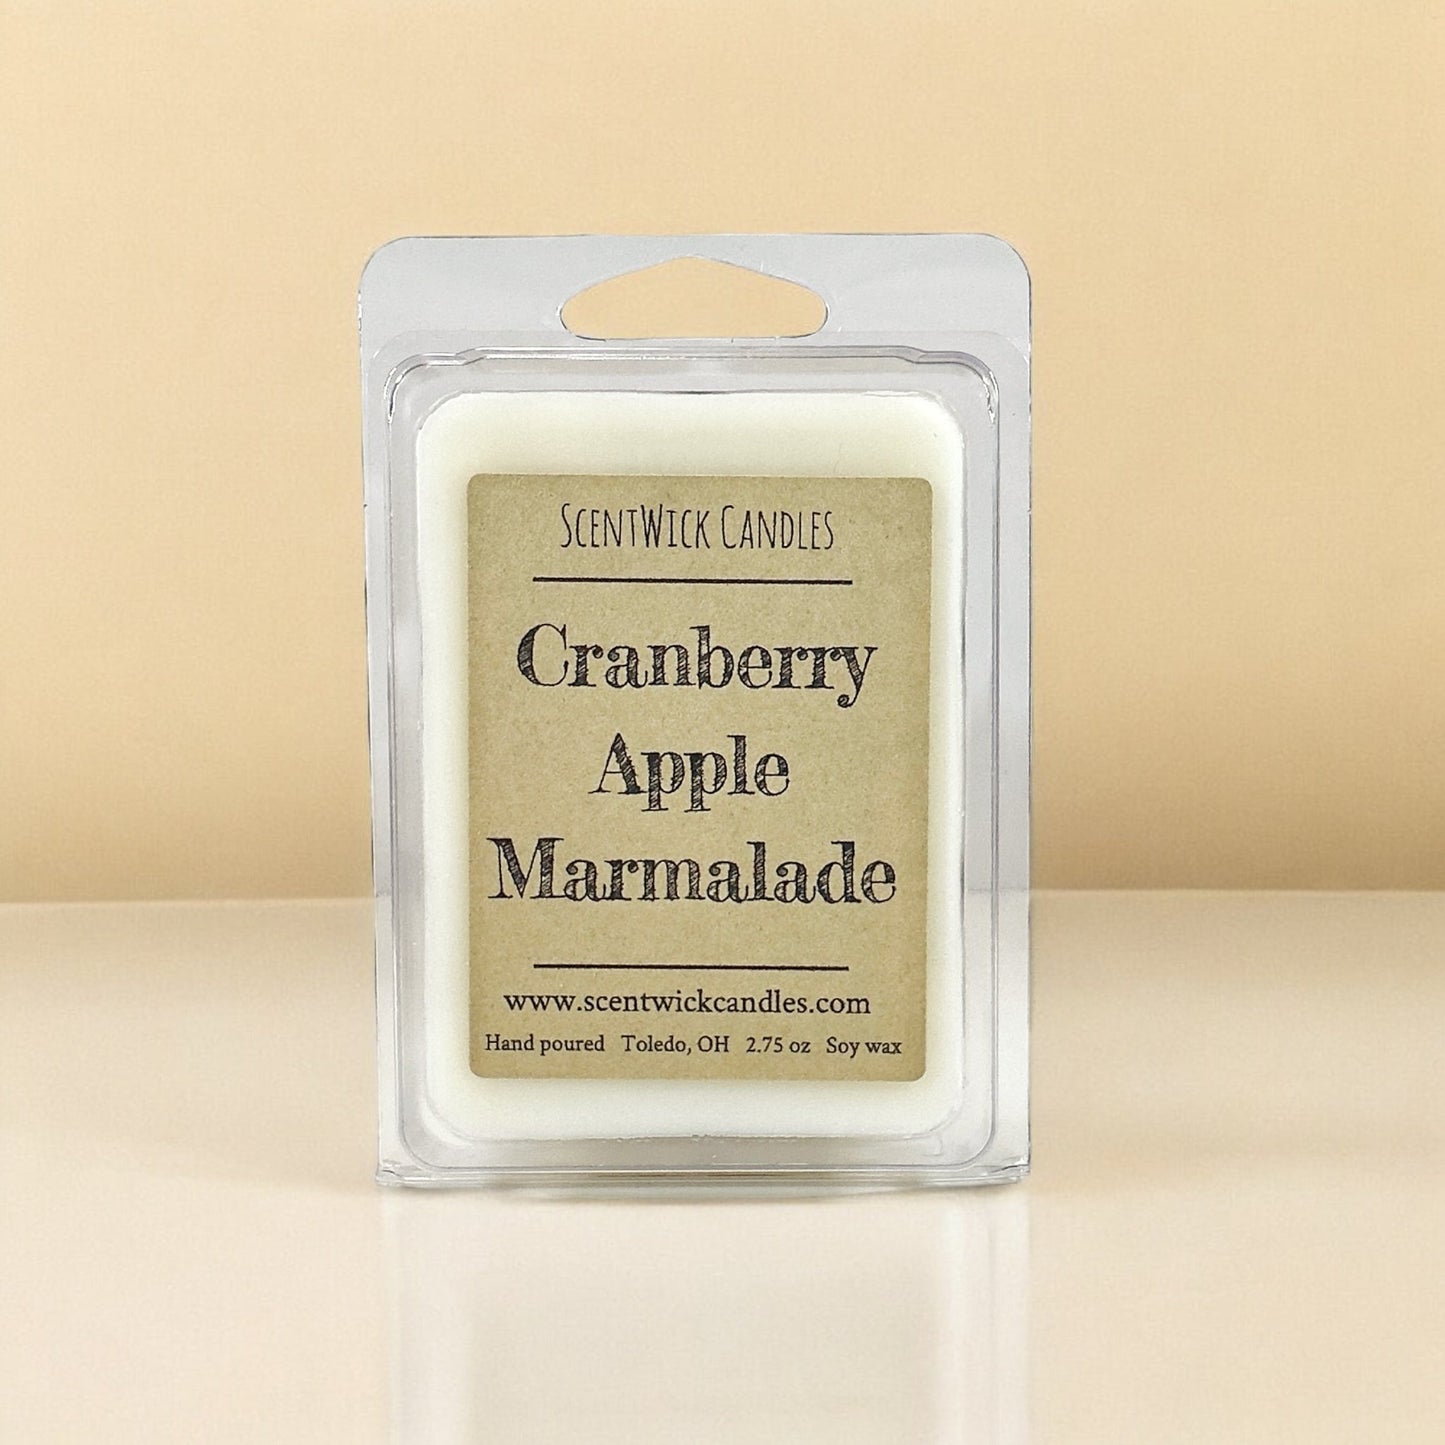 ScentWick Candles
Cranberry
Apple
Marmalade
www.scentwickcandles.com
Hand poured Toledo, OH 2.75 oz Soy wax